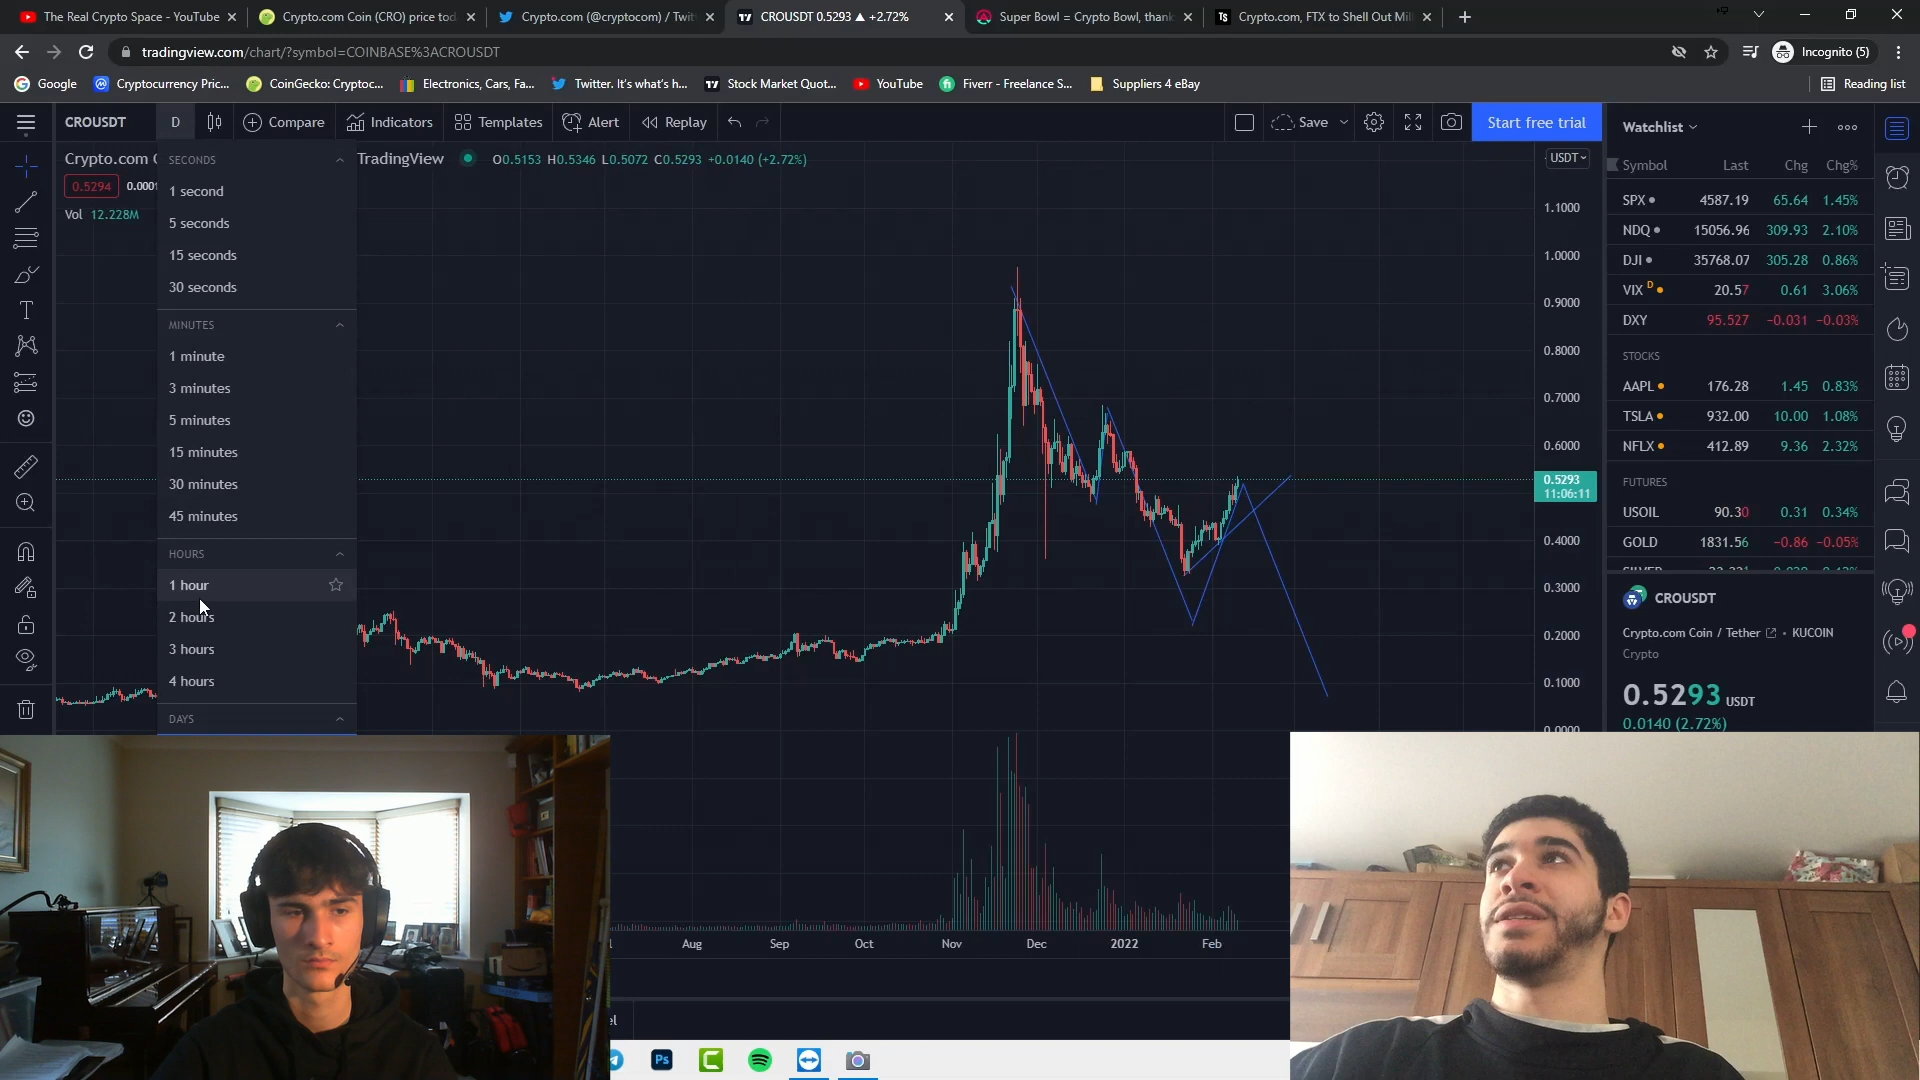 The Real Crypto Space - YouTube
Crypto.com Coin (CRO) price tod
Crypto.com (@cryptocom) / Twit
CROUSDT 0.5293 ▲ +2.72%
Super Bowl = Crypto Bowl, thank
Crypto.com, FTX to Shell Out Mil
tradingview.com/chart/?symbol=COINBASE%3ACROUSDT
Incognito (5)
Google
Cryptocurrency Pric...
CoinGecko: Cryptoc...
Electronics, Cars, Fa...
Twitter. It's what's h...
Stock Market Quot...
YouTube
Fiverr - Freelance S...
Suppliers 4 eBay
Reading list
CROUSDT
D
Compare
Indicators
Templates
Alert
Replay
Save
Start free trial
Watchlist
Crypto.com
TradingView
O0.5153 H0.5346 L0.5072 C0.5293 +0.0140 (+2.72%)
USDT
Symbol Last Chg Chg%
0.5294
0.0001
Vol 12.228M
SECONDS
1 second
5 seconds
15 seconds
30 seconds
MINUTES
1 minute
3 minutes
5 minutes
15 minutes
30 minutes
45 minutes
HOURS
1 hour
2 hours
3 hours
4 hours
DAYS
1.1000
1.0000
0.9000
0.8000
0.7000
0.6000
0.5293
11:06:11
0.4000
0.3000
0.2000
0.1000
0.0000
SPX 4587.19 65.64 1.45%
NDQ 15056.96 309.93 2.10%
DJI 35768.07 305.28 0.86%
VIX D 20.57 0.61 3.06%
DXY 95.527 -0.031 -0.03%
STOCKS
AAPL 176.28 1.45 0.83%
TSLA 932.00 10.00 1.08%
NFLX 412.89 9.36 2.32%
FUTURES
USOIL 90.30 0.31 0.34%
GOLD 1831.56 -0.86 -0.05%
CROUSDT
Crypto.com Coin / Tether • KUCOIN
Crypto
0.5293 USDT
0.0140 (2.72%)
Aug Sep Oct Nov Dec 2022 Feb
el
Ps